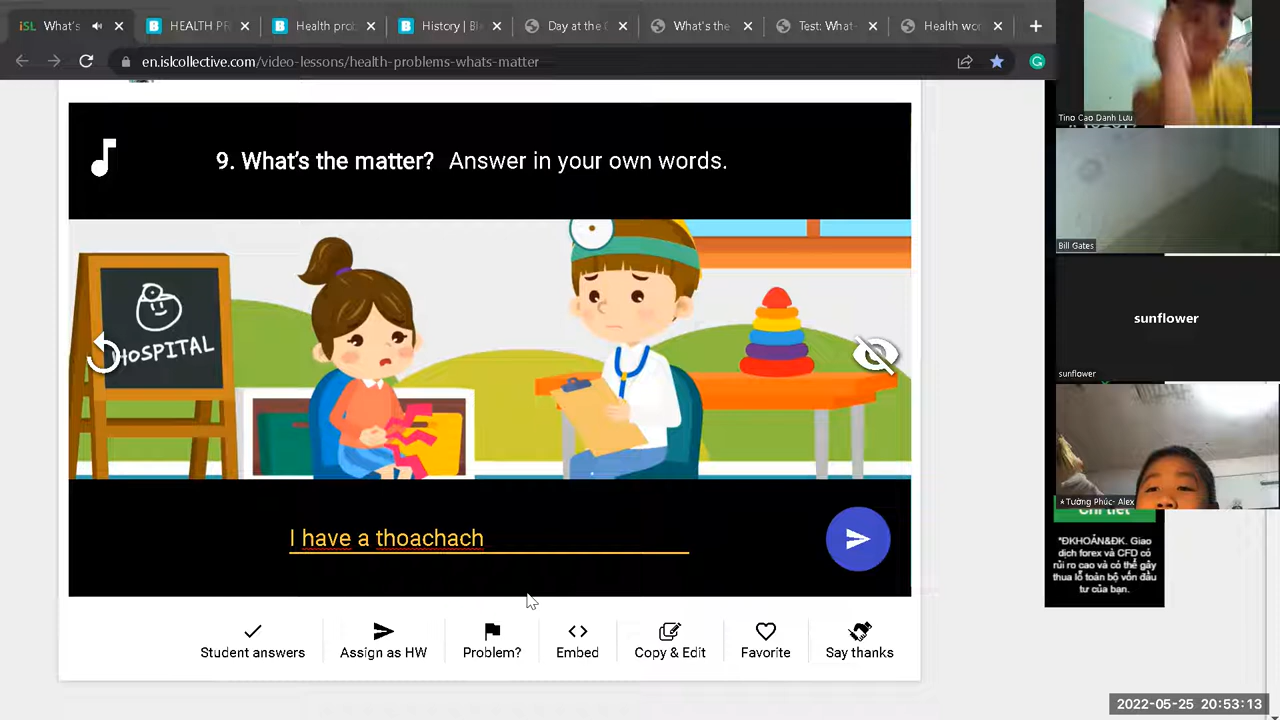 iSL What's
HEALTH PR
Health pro
History | Bl
Day at the
What's the
Test: What-
Health wo
en.islcollective.com/video-lessons/health-problems-whats-matter
9. What's the matter? Answer in your own words.
HOSPITAL
I have a thoachach
Student answers
Assign as HW
Problem?
Embed
Copy & Edit
Favorite
Say thanks
Tino Cao Danh Lưu
Bill Gates
sunflower
sunflower
Tường Phúc- Alex
Chi tiết
*ĐKHOẢN&ĐK. Giao
dịch forex và CFD có
rủi ro cao và có thể gây
thua lỗ toàn bộ vốn đầu
tư của bạn.
2022-05-25 20:53:13